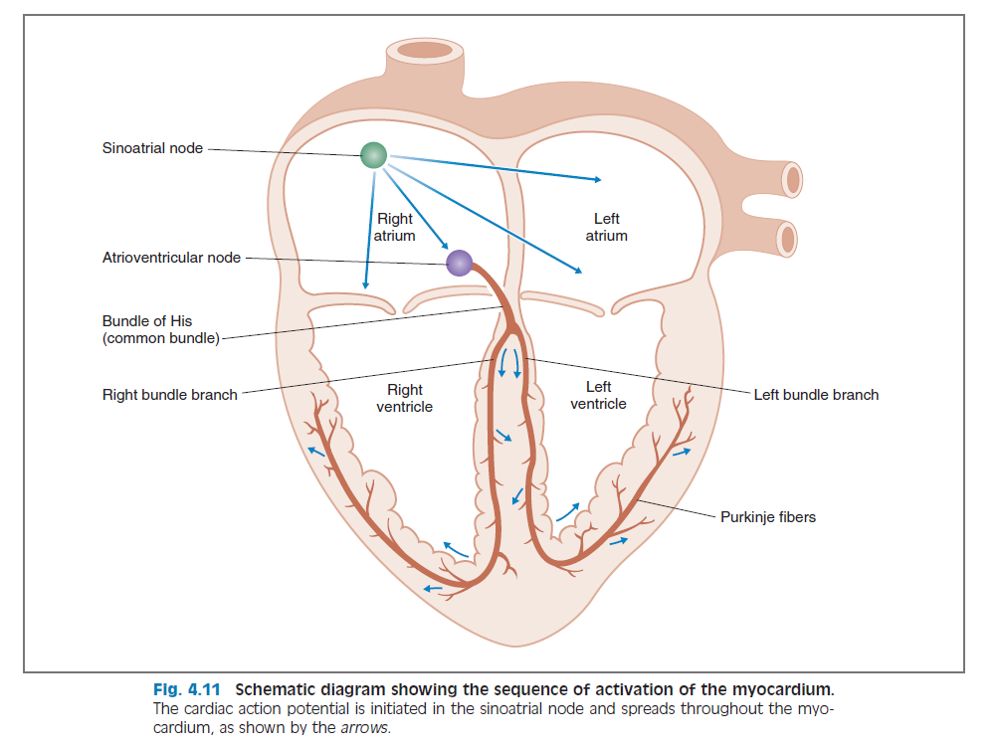 Sinoatrial node
Right
atrium
Left
atrium
Atrioventricular node
Bundle of His
(common bundle)
Right bundle branch
Right
ventricle
Left
ventricle
Left bundle branch
Purkinje fibers
Fig. 4.11 Schematic diagram showing the sequence of activation of the myocardium.
The cardiac action potential is initiated in the sinoatrial node and spreads throughout the myo-
cardium, as shown by the arrows.